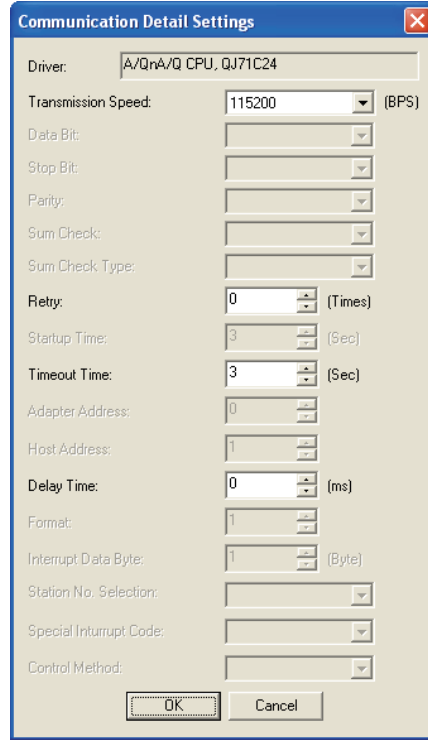 Communication Detail Settings
Driver: A/QnA/Q CPU, QJ71C24
Transmission Speed: 115200 (BPS)
Data Bit:
Stop Bit:
Parity:
Sum Check:
Sum Check Type:
Retry: 0 (Times)
Startup Time: 3 (Sec)
Timeout Time: 3 (Sec)
Adapter Address: 0
Host Address: 1
Delay Time: 0 (ms)
Format: 1
Interrupt Data Byte: 1 (Byte)
Station No. Selection:
Special Inturrupt Code:
Control Method:
OK Cancel